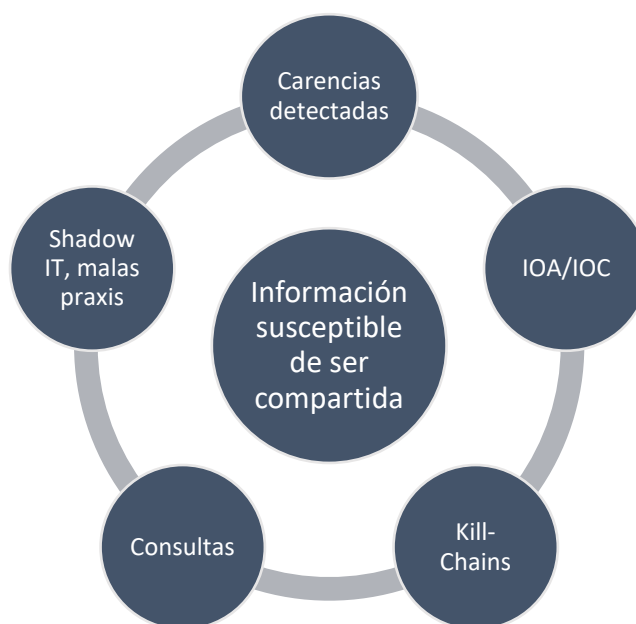 Carencias
detectadas
IOA/IOC
Kill-
Chains
Consultas
Shadow
IT, malas
praxis
Información
susceptible
de ser
compartida